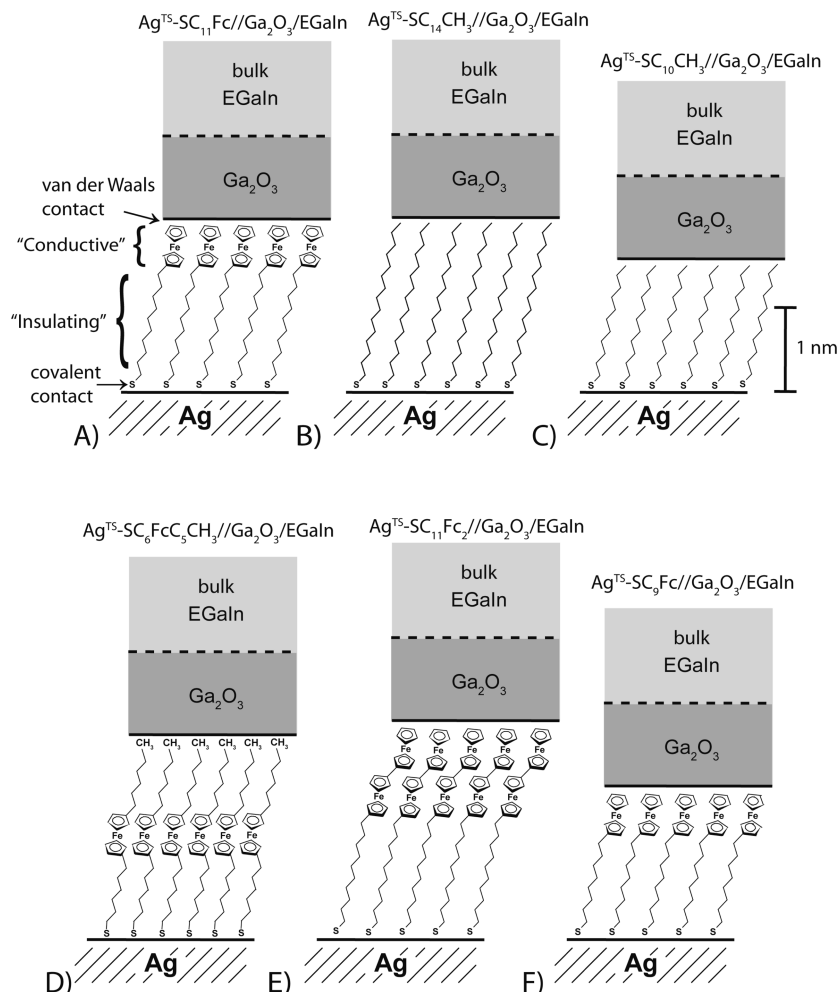 Ag^TS-SC₁₁Fc//Ga₂O₃/EGaIn
bulk
EGaIn
Ga₂O₃
van der Waals
contact
“Conductive”
Fe Fe Fe Fe Fe
“Insulating”
covalent
contact
S S S S S
Ag
A)
Ag^TS-SC₁₄CH₃//Ga₂O₃/EGaIn
bulk
EGaIn
Ga₂O₃
S S S S S S
Ag
B)
Ag^TS-SC₁₀CH₃//Ga₂O₃/EGaIn
bulk
EGaIn
Ga₂O₃
1 nm
S S S S S S
Ag
C)
Ag^TS-SC₆FcC₅CH₃//Ga₂O₃/EGaIn
bulk
EGaIn
Ga₂O₃
CH₃ CH₃ CH₃ CH₃ CH₃ CH₃
Fe Fe Fe Fe Fe Fe
S S S S S S
Ag
D)
Ag^TS-SC₁₁Fc₂//Ga₂O₃/EGaIn
bulk
EGaIn
Ga₂O₃
Fe Fe Fe Fe Fe
Fe Fe Fe Fe Fe
S S S S S
Ag
E)
Ag^TS-SC₉Fc//Ga₂O₃/EGaIn
bulk
EGaIn
Ga₂O₃
Fe Fe Fe Fe Fe
S S S S S
Ag
F)